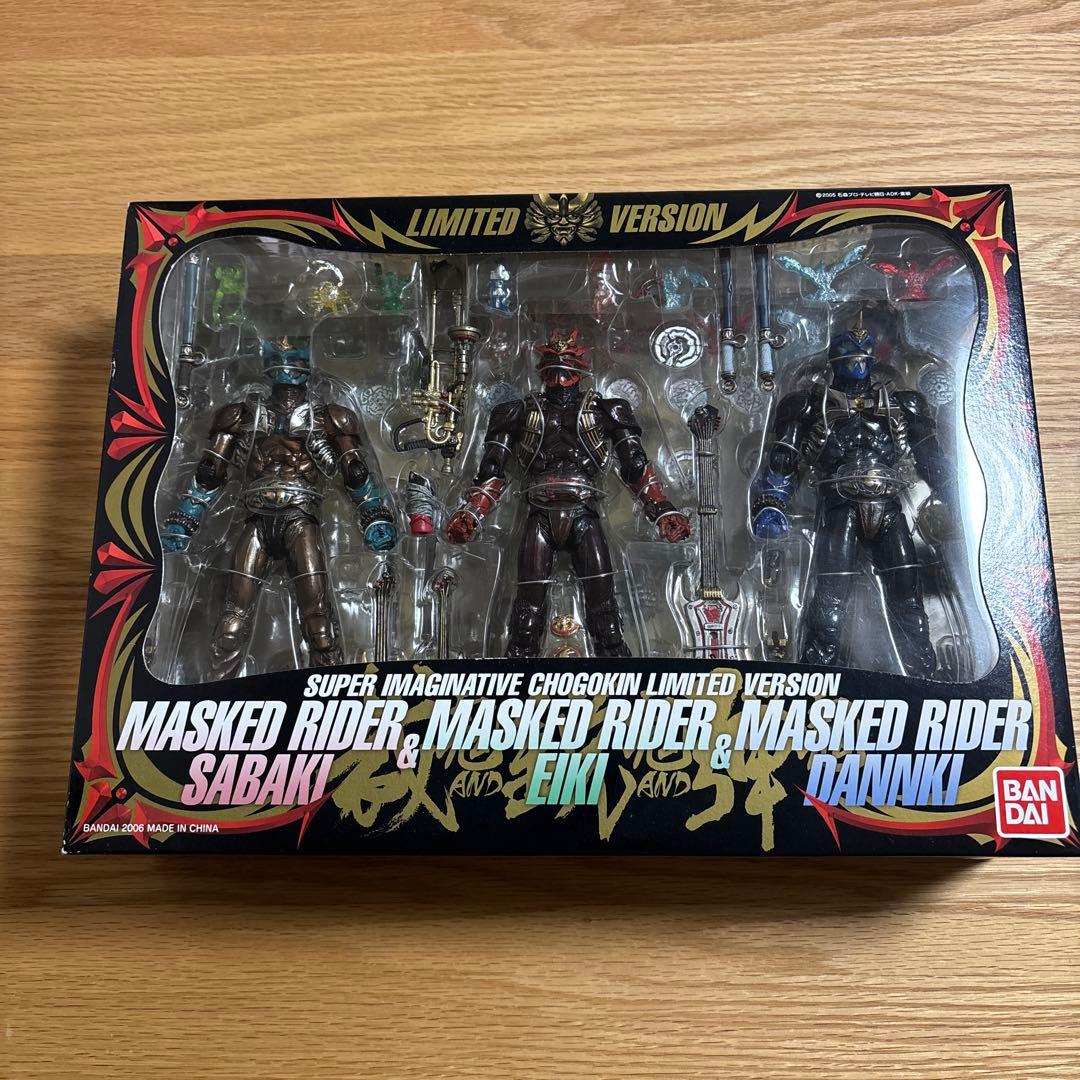 ©2005 石森プロ・テレビ朝日・ADK・東映
LIMITED VERSION
SUPER IMAGINATIVE CHOGOKIN LIMITED VERSION
MASKED RIDER & MASKED RIDER & MASKED RIDER
SABAKI AND EIKI AND DANNKI
BANDAI 2006 MADE IN CHINA
BAN
DAI